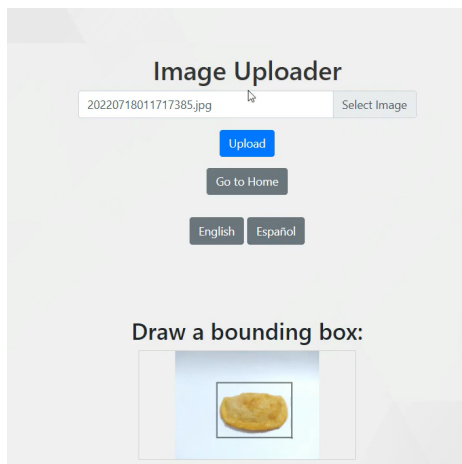 Image Uploader
20220718011717385.jpg Select Image
Upload
Go to Home
English Español
Draw a bounding box: